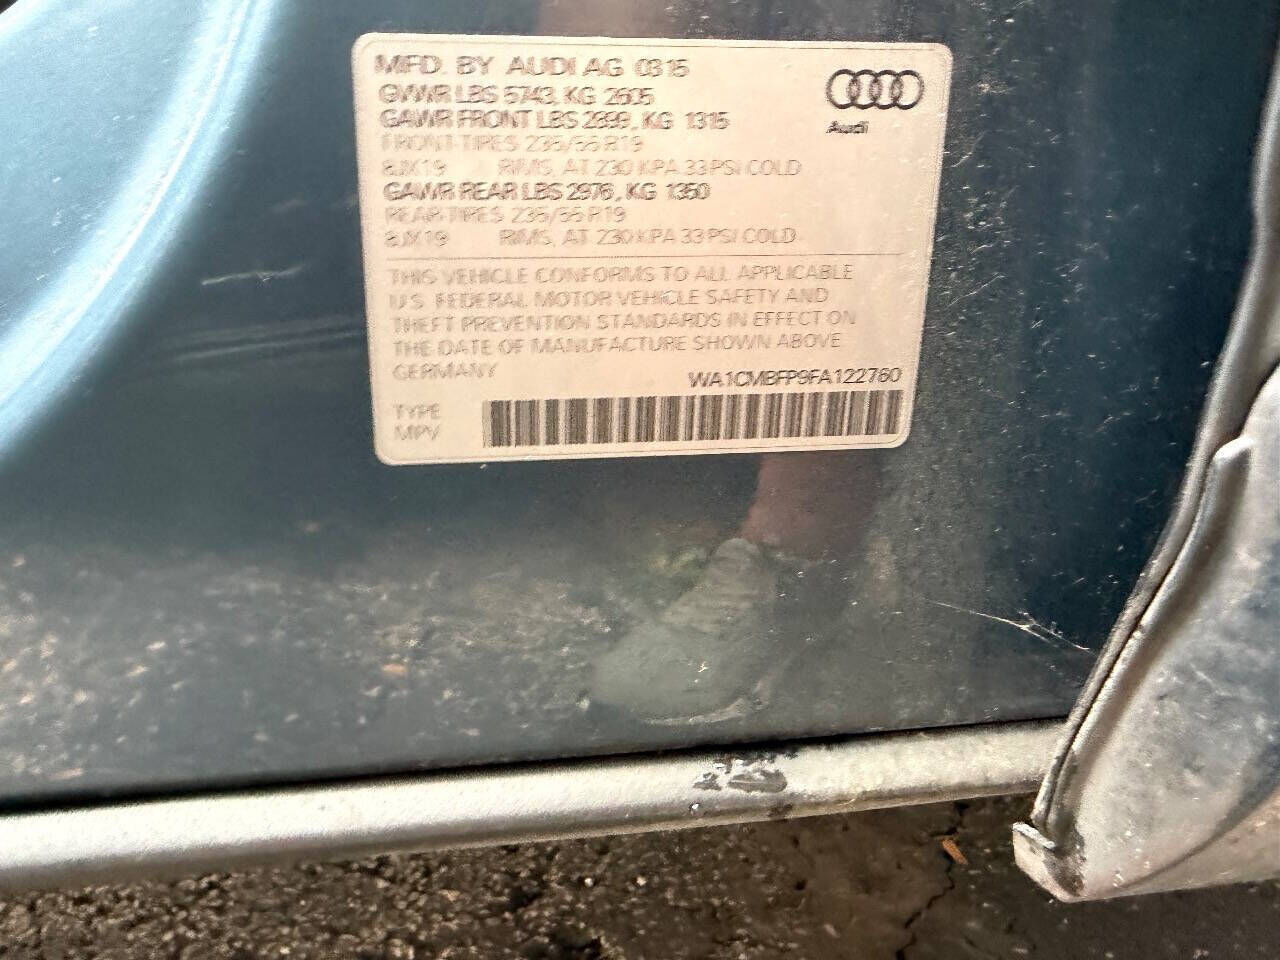 MFD. BY AUDI AG 0315
GVWR LBS 5743, KG 2605
GAWR FRONT LBS 2899, KG 1315
FRONT TIRES 235/55 R19
8JX19 RIMS, AT 230 KPA 33 PSI COLD
GAWR REAR LBS 2976, KG 1350
REAR TIRES 235/55 R19
8JX19 RIMS, AT 230 KPA 33 PSI COLD
Audi
THIS VEHICLE CONFORMS TO ALL APPLICABLE
U.S. FEDERAL MOTOR VEHICLE SAFETY AND
THEFT PREVENTION STANDARDS IN EFFECT ON
THE DATE OF MANUFACTURE SHOWN ABOVE
GERMANY
WA1CMBFP9FA122760
TYPE
MPV